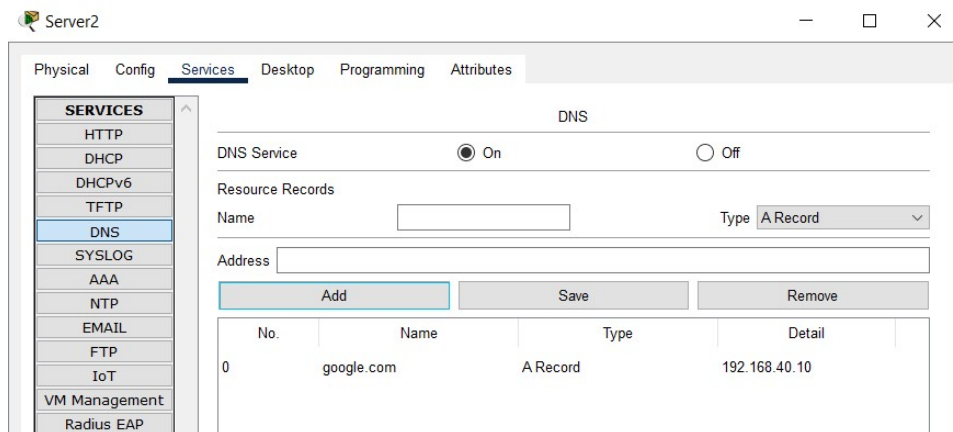 Server2
Physical Config Services Desktop Programming Attributes
SERVICES
HTTP
DHCP
DHCPv6
TFTP
DNS
SYSLOG
AAA
NTP
EMAIL
FTP
IoT
VM Management
Radius EAP
DNS
DNS Service On Off
Resource Records
Name Type A Record
Address
Add Save Remove
No. Name Type Detail
0 google.com A Record 192.168.40.10